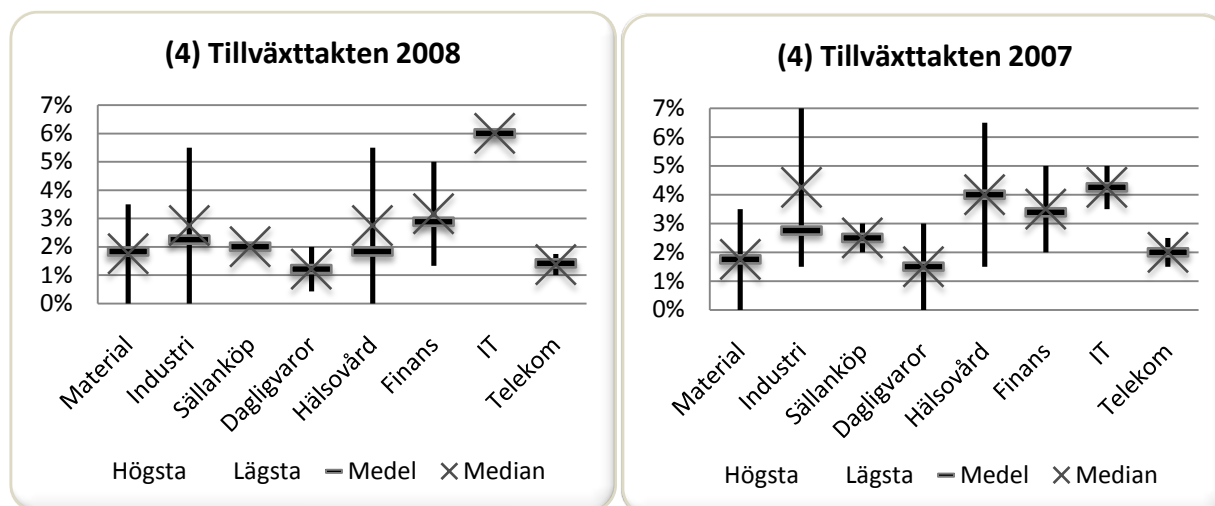 (4) Tillväxttakten 2008
7%
6%
5%
4%
3%
2%
1%
0%
Material
Industri
Sällanköp
Dagligvaror
Hälsovård
Finans
IT
Telekom
Högsta Lägsta Medel Median
(4) Tillväxttakten 2007
7%
6%
5%
4%
3%
2%
1%
0%
Material
Industri
Sällanköp
Dagligvaror
Hälsovård
Finans
IT
Telekom
Högsta Lägsta Medel Median